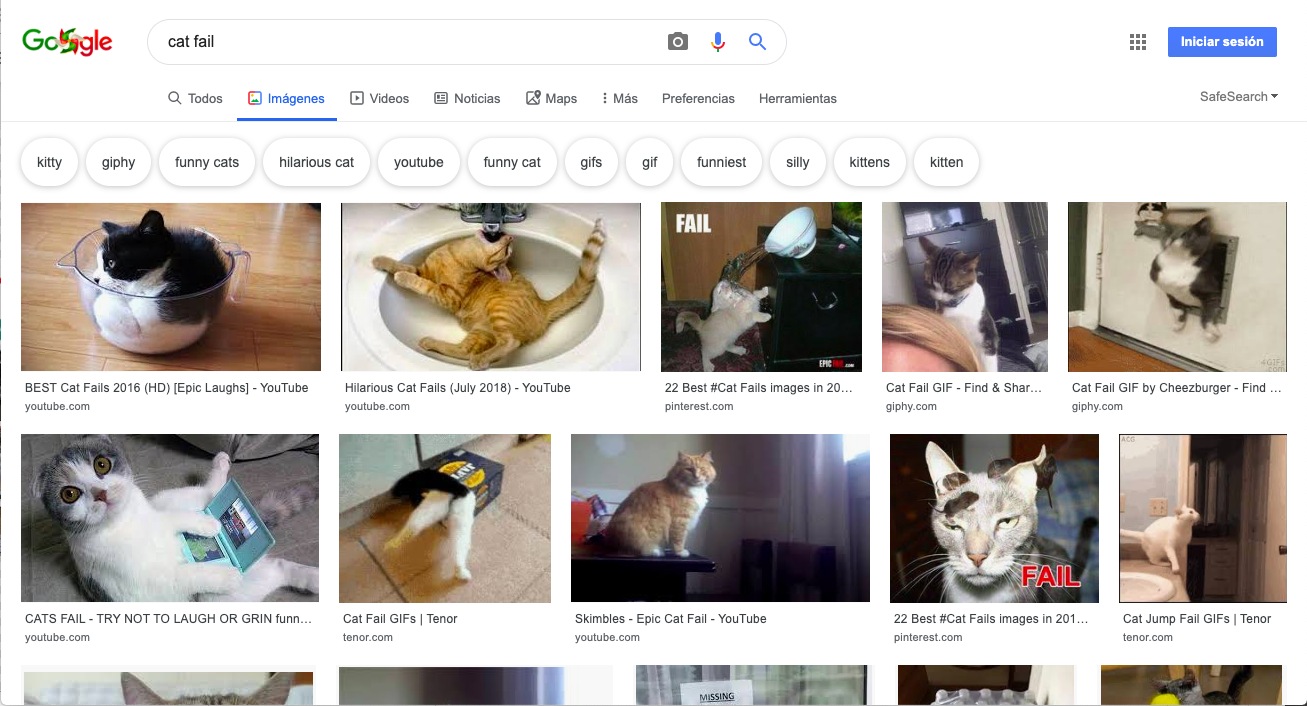 Google
cat fail
Iniciar sesión
Todos
Imágenes
Videos
Noticias
Maps
Más
Preferencias
Herramientas
SafeSearch
kitty
giphy
funny cats
hilarious cat
youtube
funny cat
gifs
gif
funniest
silly
kittens
kitten
FAIL
EPIC FAIL.com
4GIFs.com
BEST Cat Fails 2016 (HD) [Epic Laughs] - YouTube
youtube.com
Hilarious Cat Fails (July 2018) - YouTube
youtube.com
22 Best #Cat Fails images in 20...
pinterest.com
Cat Fail GIF - Find & Shar...
giphy.com
Cat Fail GIF by Cheezburger - Find ...
giphy.com
FAIL
ACG
CATS FAIL - TRY NOT TO LAUGH OR GRIN funn...
youtube.com
Cat Fail GIFs | Tenor
tenor.com
Skimbles - Epic Cat Fail - YouTube
youtube.com
22 Best #Cat Fails images in 201...
pinterest.com
Cat Jump Fail GIFs | Tenor
tenor.com
MISSING